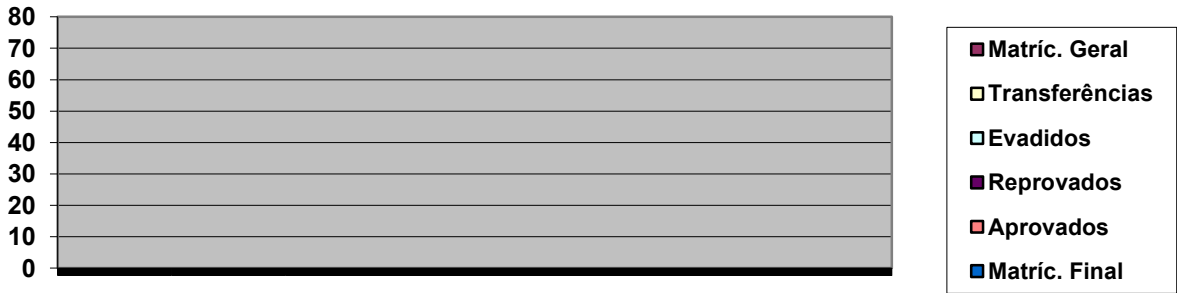 80
70
60
50
40
30
20
10
0
Matríc. Geral
Transferências
Evadidos
Reprovados
Aprovados
Matríc. Final